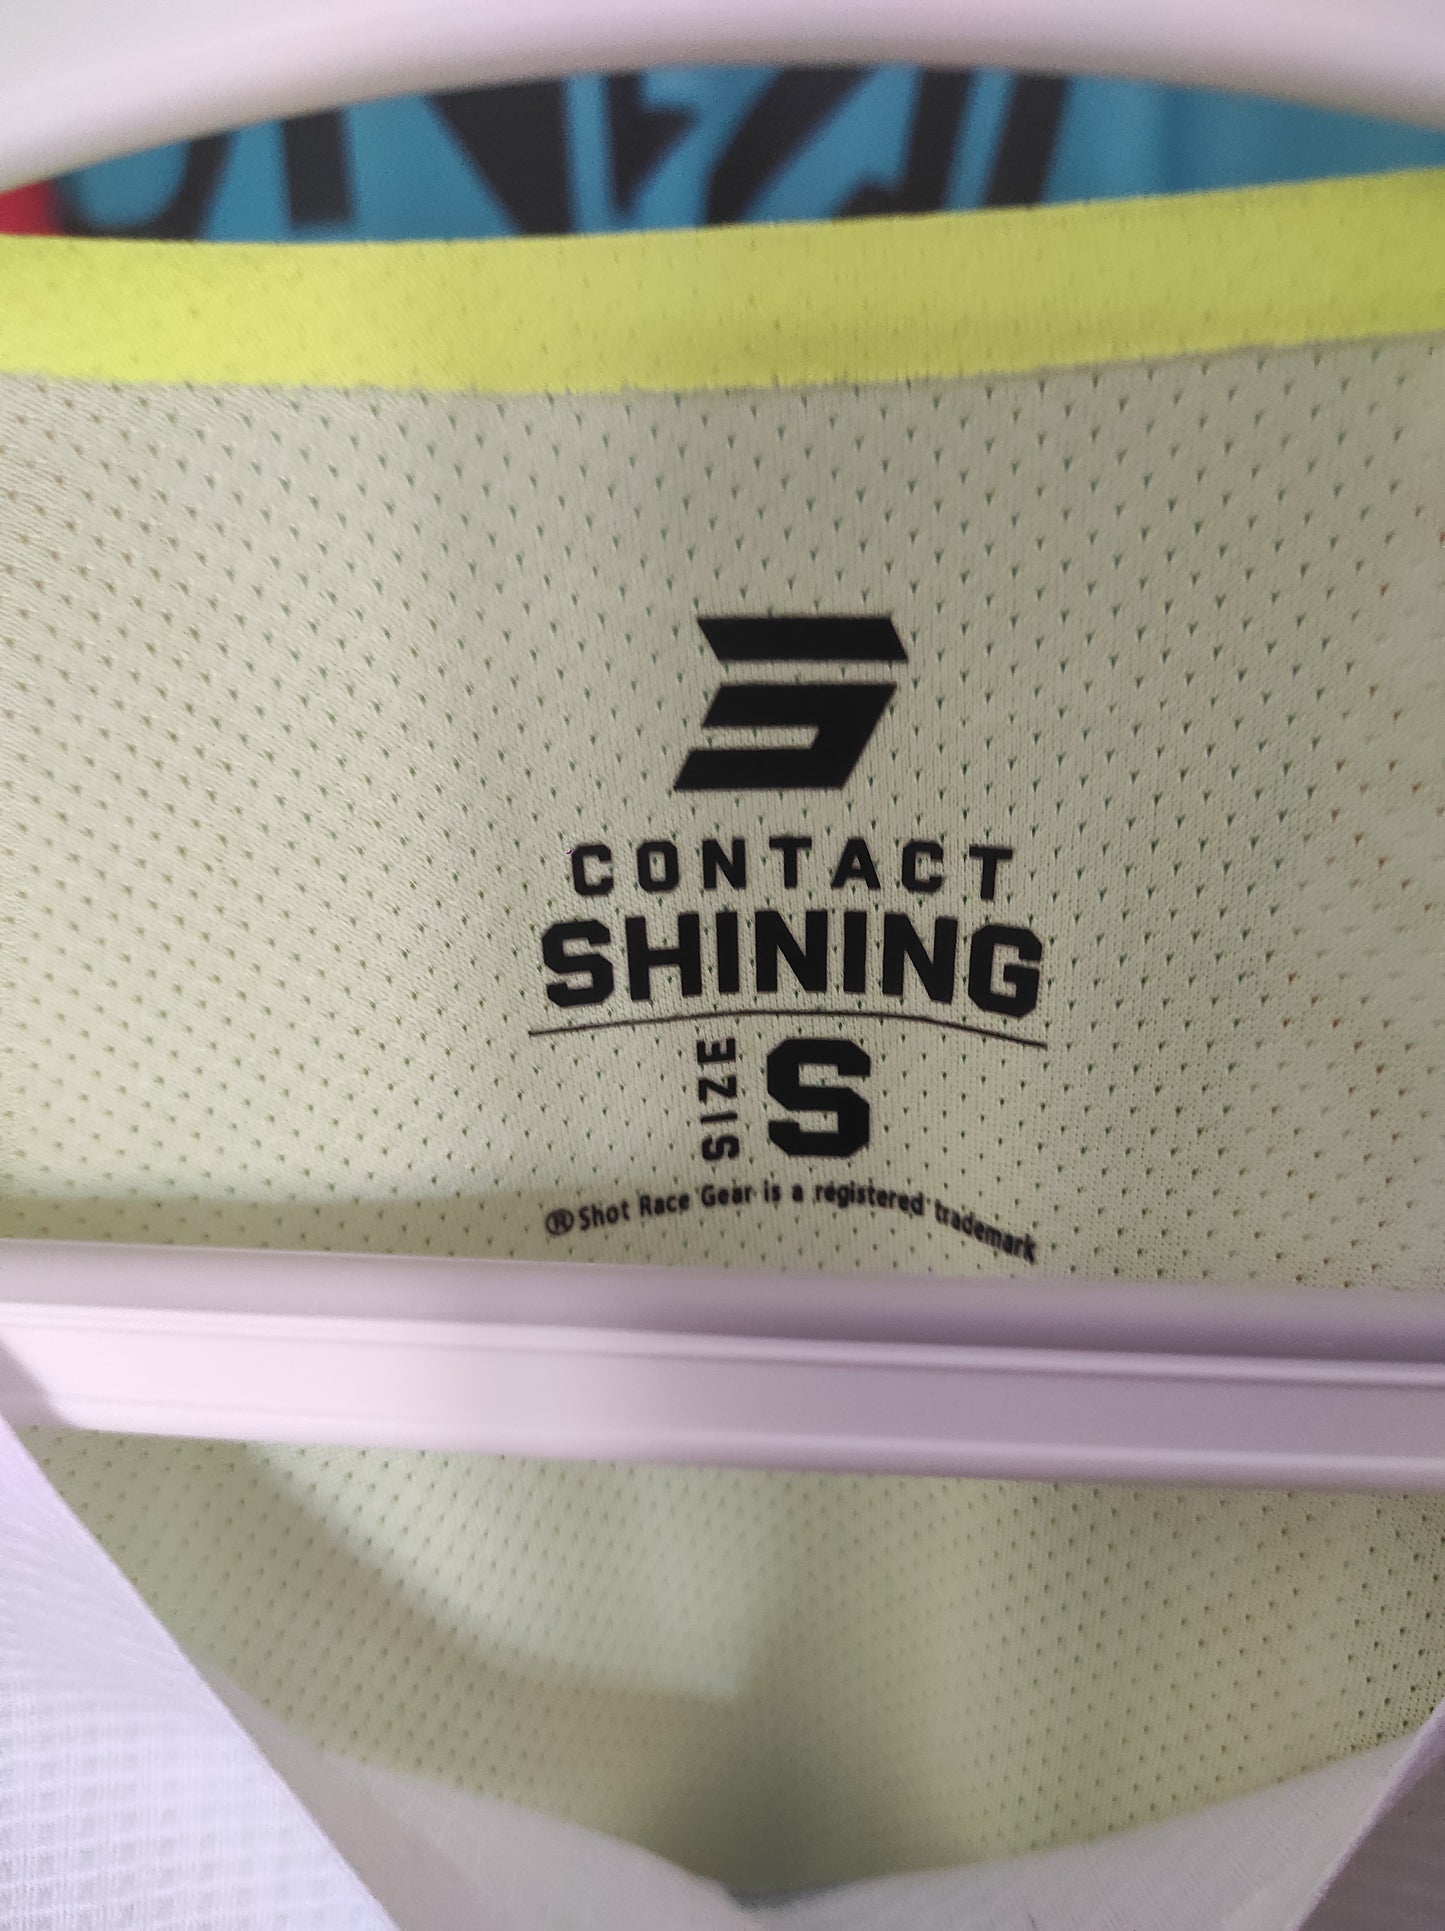 CONTACT
SHINING
SIZE S
®Shot Race Gear is a registered trademark